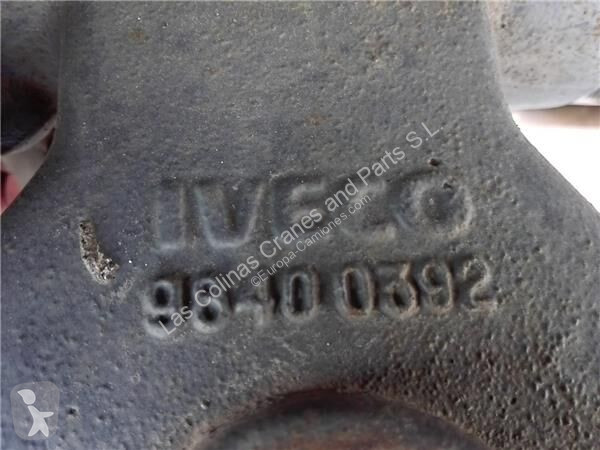 IVECO
9840 0392
Las Colinas Cranes and Parts S.L
©Europa-Camiones.com